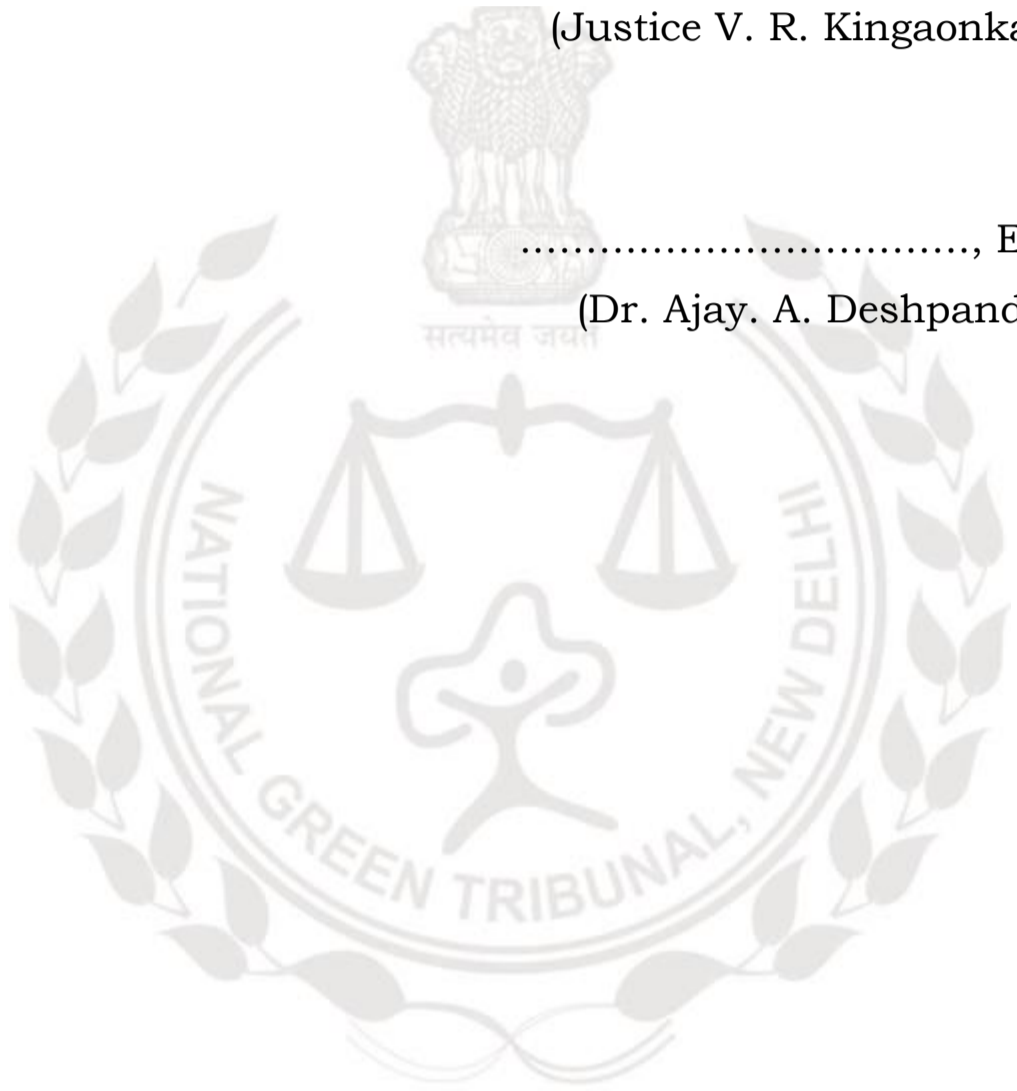 (Justice V. R. Kingaonka
................................., E
(Dr. Ajay. A. Deshpand
सत्यमेव जयते
NATIONAL GREEN TRIBUNAL, NEW DELHI